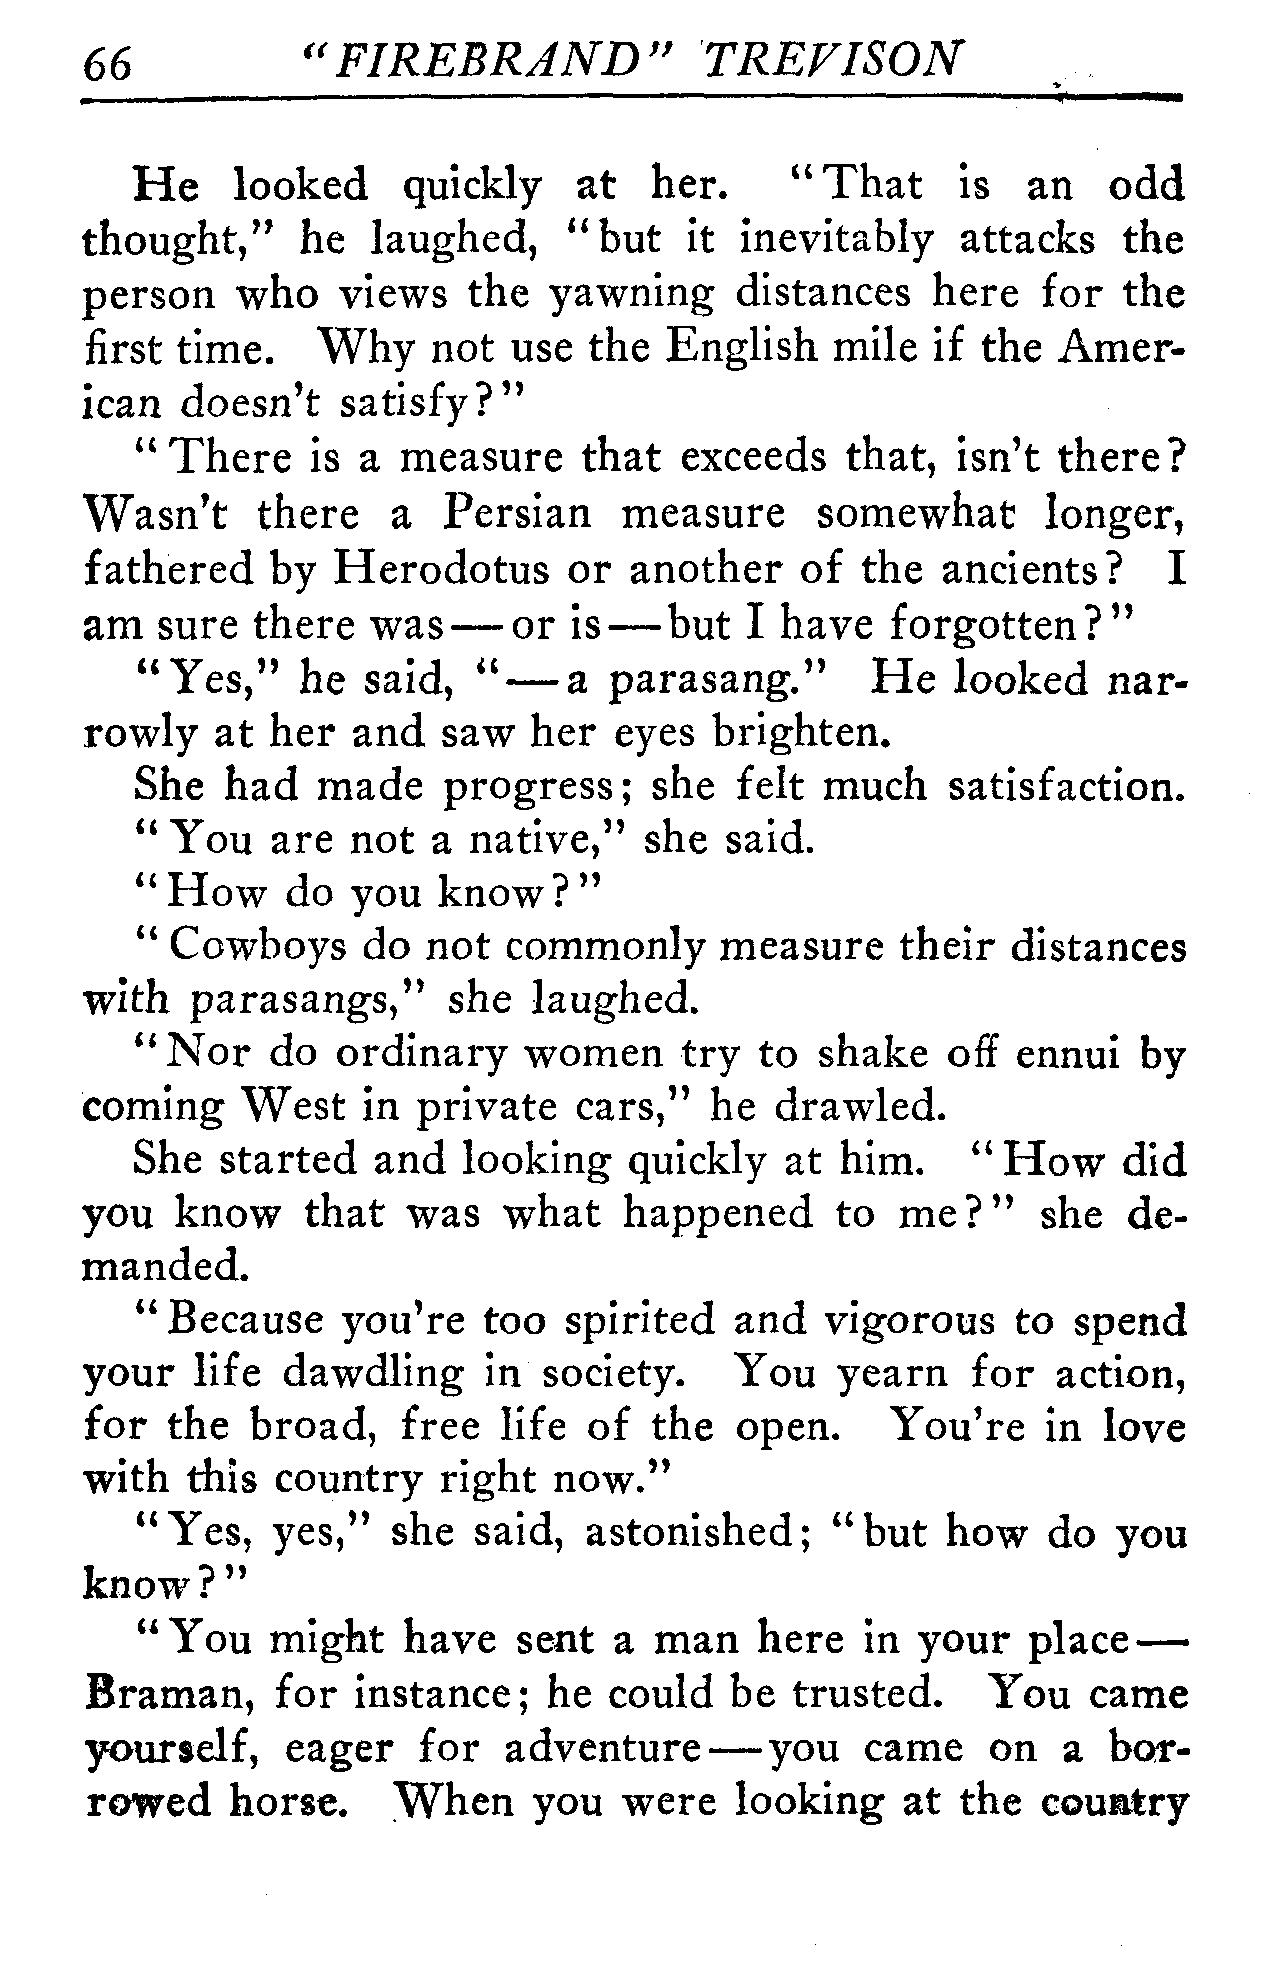 66 "FIREBRAND" TREVISON
He looked quickly at her. "That is an odd
thought," he laughed, "but it inevitably attacks the
person who views the yawning distances here for the
first time. Why not use the English mile if the Amer-
ican doesn't satisfy?"
"There is a measure that exceeds that, isn't there?
Wasn't there a Persian measure somewhat longer,
fathered by Herodotus or another of the ancients? I
am sure there was—or is—but I have forgotten?"
"Yes," he said, "—a parasang." He looked nar-
rowly at her and saw her eyes brighten.
She had made progress; she felt much satisfaction.
"You are not a native," she said.
"How do you know?"
"Cowboys do not commonly measure their distances
with parasangs," she laughed.
"Nor do ordinary women try to shake off ennui by
coming West in private cars," he drawled.
She started and looking quickly at him. "How did
you know that was what happened to me?" she de-
manded.
"Because you're too spirited and vigorous to spend
your life dawdling in society. You yearn for action,
for the broad, free life of the open. You're in love
with this country right now."
"Yes, yes," she said, astonished; "but how do you
know?"
"You might have sent a man here in your place—
Braman, for instance; he could be trusted. You came
yourself, eager for adventure—you came on a bor-
rowed horse. When you were looking at the country